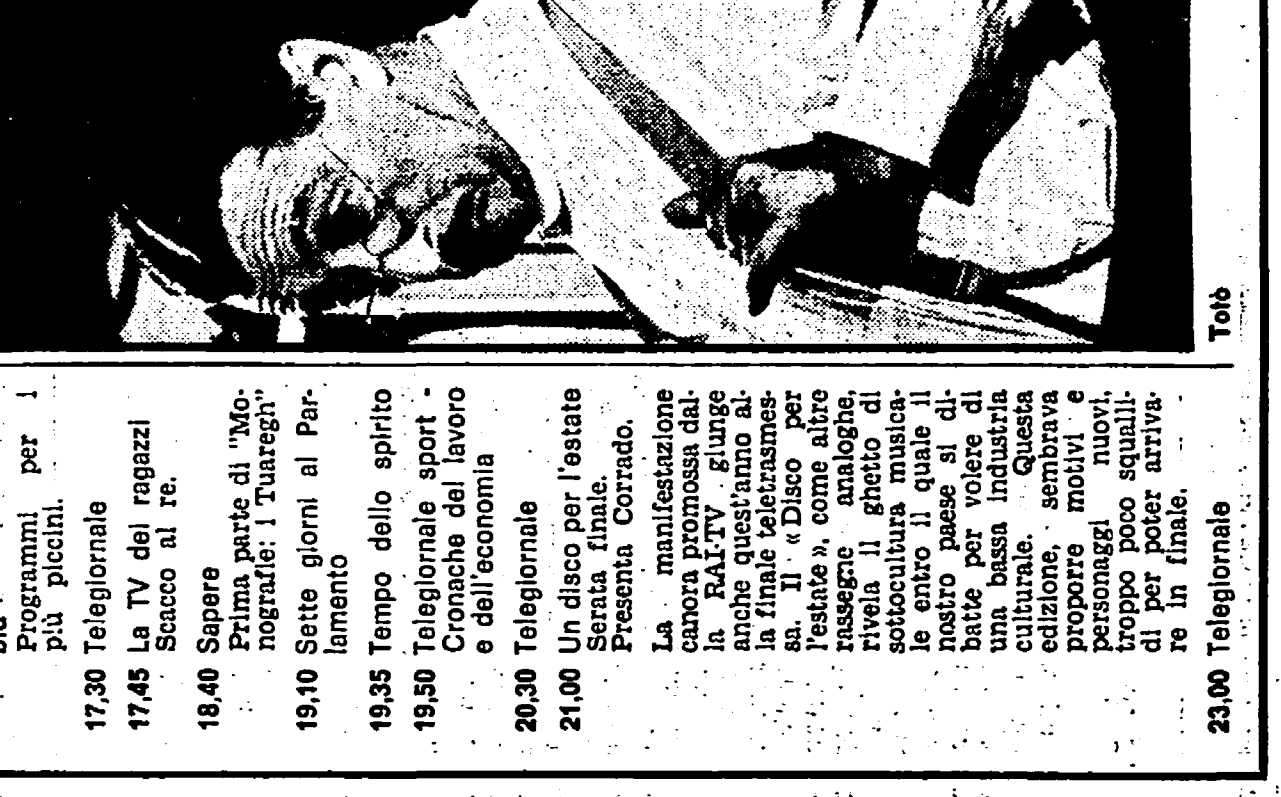 Programmi per i
più piccini.
17,30 Telegiornale
17,45 La TV dei ragazzi
Scacco al re.
18,40 Sapere
Prima parte di "Mo-
nografie: i Tuaregh"
19,10 Sette giorni al Par-
lamento
19,35 Tempo dello spirito
19,50 Telegiornale sport -
Cronache del lavoro
e dell'economia
20,30 Telegiornale
21,00 Un disco per l'estate
Serata finale.
Presenta Corrado.
La manifestazione
canora promossa dal-
la RAI-TV giunge
anche quest'anno al-
la finale teletrasmes-
sa. Il « Disco per
l'estate », come altre
rassegne analoghe,
rivela il ghetto di
sottocultura musica-
le entro il quale il
nostro paese si di-
batte per volere di
una bassa industria
culturale. Questa
edizione, sembrava
proporre motivi e
personaggi nuovi,
troppo poco squalli-
di per poter arriva-
re in finale.
23,00 Telegiornale
Totò